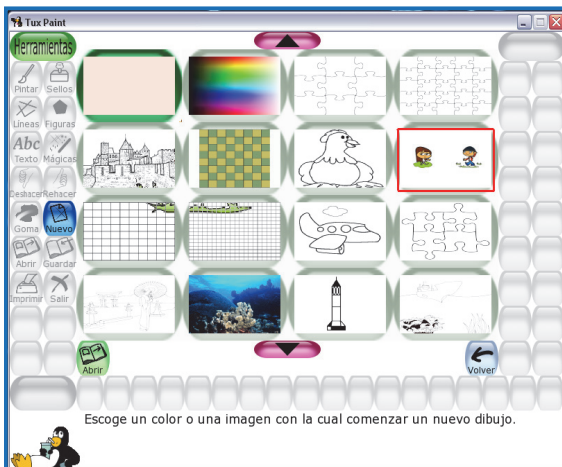 Tux Paint
Herramientas
Pintar Sellos
Líneas Figuras
Abc
Texto Mágicas
Deshacer Rehacer
Goma Nuevo
Abrir Guardar
Imprimir Salir
Abrir
Volver
Escoge un color o una imagen con la cual comenzar un nuevo dibujo.